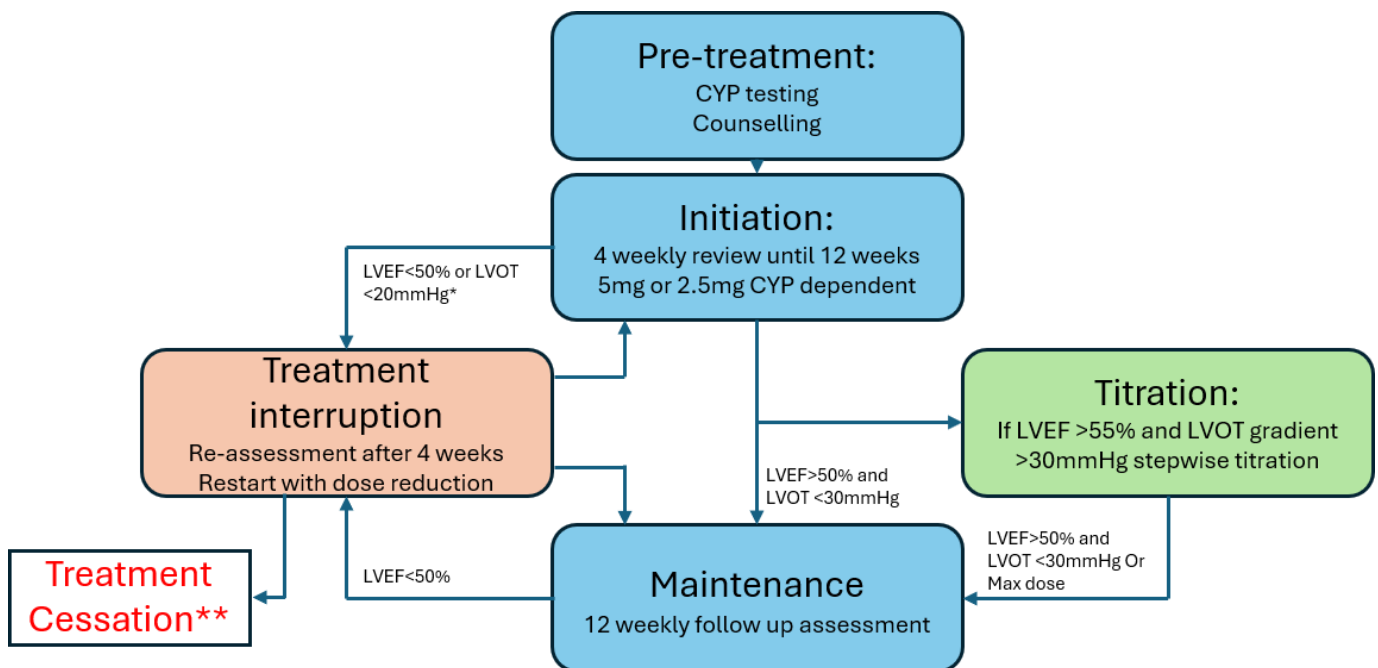 Pre-treatment:
CYP testing
Counselling
Initiation:
4 weekly review until 12 weeks
5mg or 2.5mg CYP dependent
LVEF<50% or LVOT
<20mmHg*
Treatment
interruption
Re-assessment after 4 weeks
Restart with dose reduction
Titration:
If LVEF >55% and LVOT gradient
>30mmHg stepwise titration
LVEF>50% and
LVOT <30mmHg
LVEF>50% and
LVOT <30mmHg Or
Max dose
Treatment
Cessation**
LVEF<50%
Maintenance
12 weekly follow up assessment